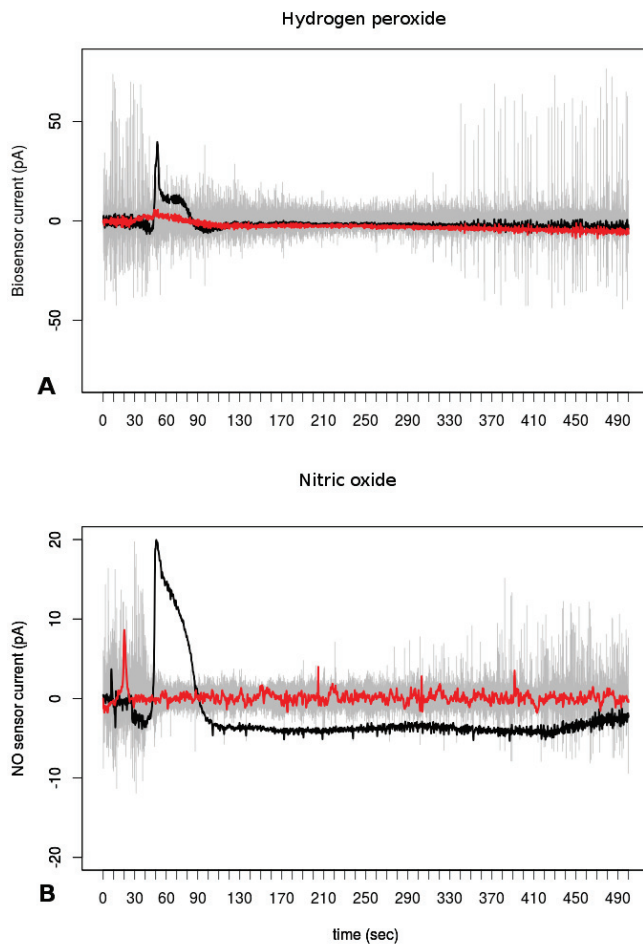 Hydrogen peroxide
Biosensor current (pA)
50
0
-50
A
0 30 60 90 130 170 210 250 290 330 370 410 450 490
Nitric oxide
NO sensor current (pA)
20
10
0
-10
-20
B
0 30 60 90 130 170 210 250 290 330 370 410 450 490
time (sec)